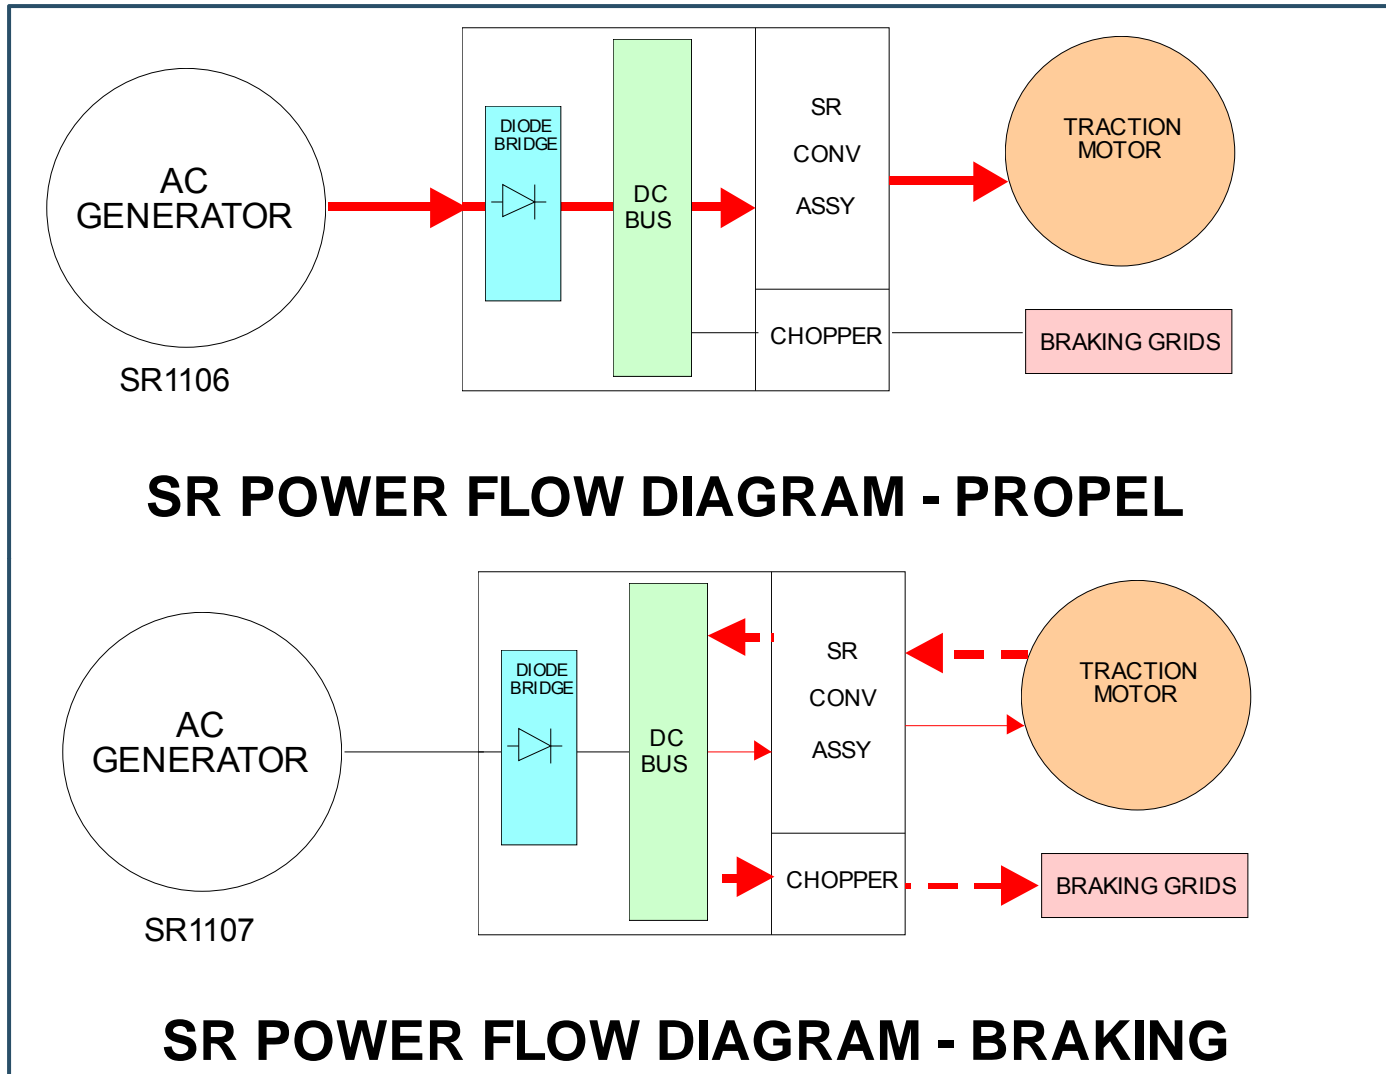 AC
GENERATOR
SR1106
DIODE
BRIDGE
DC
BUS
SR
CONV
ASSY
CHOPPER
TRACTION
MOTOR
BRAKING GRIDS
SR POWER FLOW DIAGRAM - PROPEL
AC
GENERATOR
SR1107
DIODE
BRIDGE
DC
BUS
SR
CONV
ASSY
CHOPPER
TRACTION
MOTOR
BRAKING GRIDS
SR POWER FLOW DIAGRAM - BRAKING